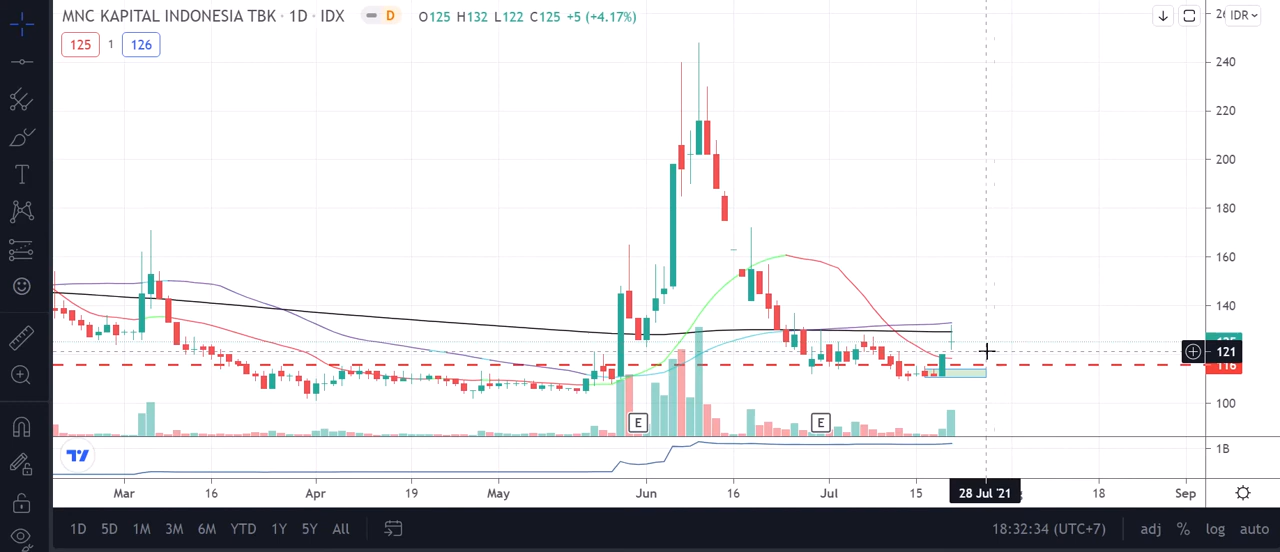 MNC KAPITAL INDONESIA TBK · 1D · IDX D O125 H132 L122 C125 +5 (+4.17%)
IDR
125 1 126
240
220
200
180
160
140
121
116
100
E E
1B
Mar 16 Apr 19 May Jun 16 Jul 15 28 Jul '21 18 Sep
1D 5D 1M 3M 6M YTD 1Y 5Y All 18:32:34 (UTC+7) adj % log auto